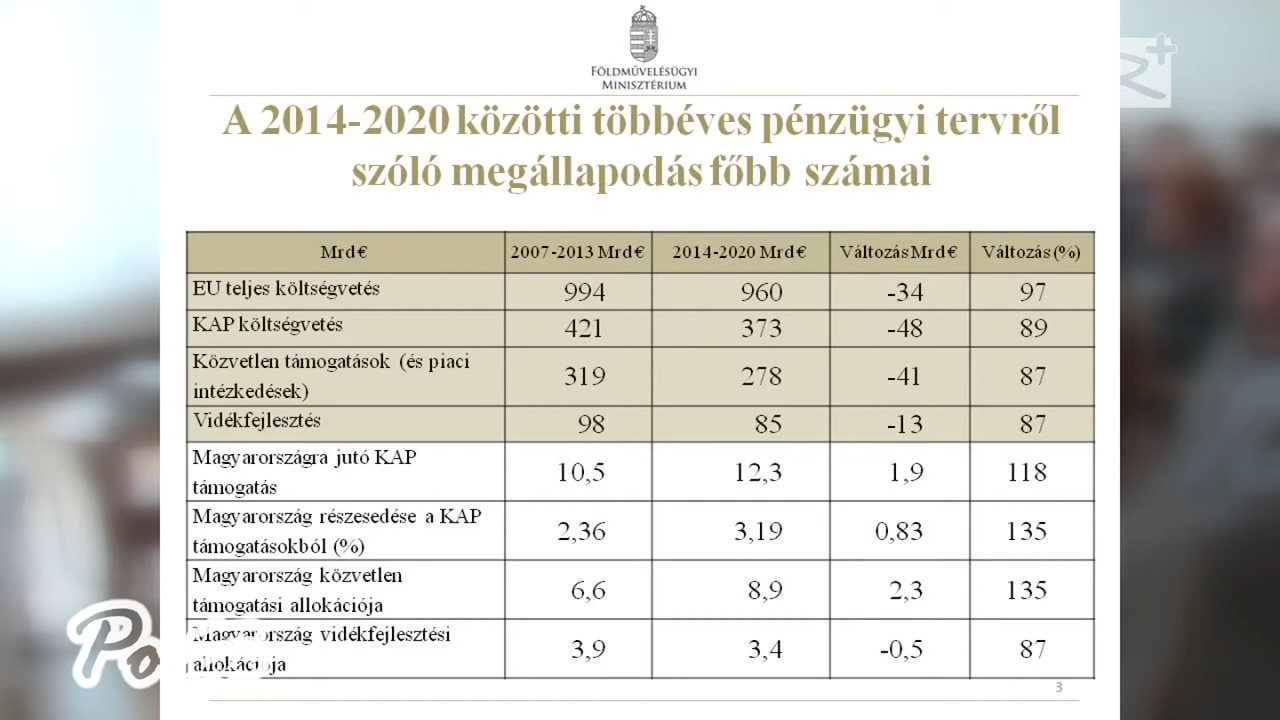 FÖLDMŰVELÉSÜGYI
MINISZTÉRIUM
A 2014-2020 közötti többéves pénzügyi tervről
szóló megállapodás főbb számai
Mrd € 2007-2013 Mrd € 2014-2020 Mrd € Változás Mrd € Változás (%)
EU teljes költségvetés 994 960 -34 97
KAP költségvetés 421 373 -48 89
Közvetlen támogatások (és piaci
intézkedések) 319 278 -41 87
Vidékfejlesztés 98 85 -13 87
Magyarországra jutó KAP
támogatás 10,5 12,3 1,9 118
Magyarország részesedése a KAP
támogatásokból (%) 2,36 3,19 0,83 135
Magyarország közvetlen
támogatási allokációja 6,6 8,9 2,3 135
Magyarország vidékfejlesztési
allokációja 3,9 3,4 -0,5 87
3